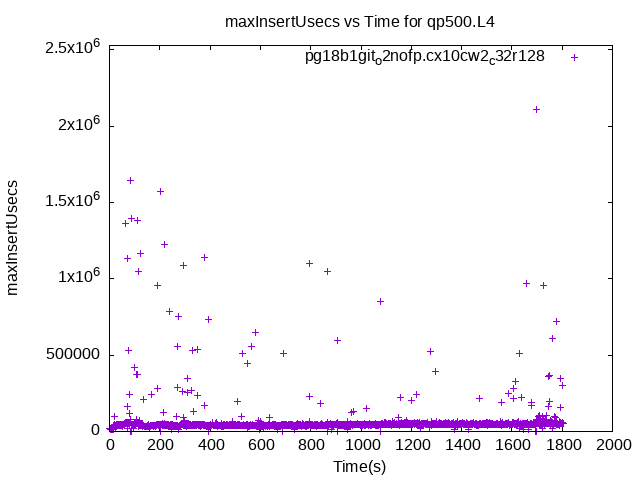 maxInsertUsecs vs Time for qp500.L4
pg18b1git_o2nofp.cx10cw2_c32r128
2.5x10^6
2x10^6
1.5x10^6
1x10^6
500000
0
maxInsertUsecs
0 200 400 600 800 1000 1200 1400 1600 1800 2000
Time(s)